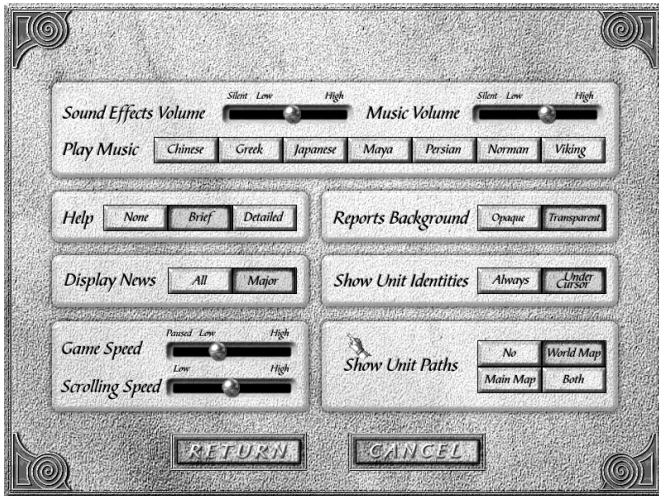 Silent Low High Silent Low High
Sound Effects Volume Music Volume
Play Music Chinese Greek Japanese Maya Persian Norman Viking
Help None Brief Detailed Reports Background Opaque Transparent
Display News All Major Show Unit Identities Always Under Cursor
Paused Low High
Game Speed
Low High
Scrolling Speed
Show Unit Paths No World Map
Main Map Both
RETURN CANCEL